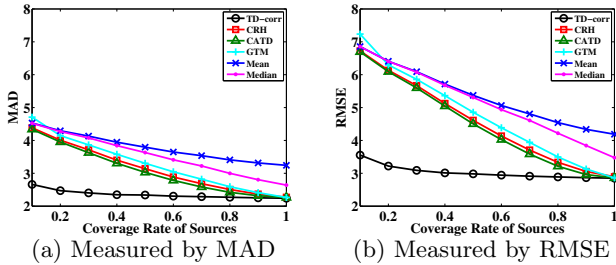 8
7
6
5
4
3
2
MAD
0.2 0.4 0.6 0.8 1
Coverage Rate of Sources
TD-corr
CRH
CATD
GTM
Mean
Median
(a) Measured by MAD
8
7
6
5
4
3
2
RMSE
0.2 0.4 0.6 0.8 1
Coverage Rate of Sources
TD-corr
CRH
CATD
GTM
Mean
Median
(b) Measured by RMSE